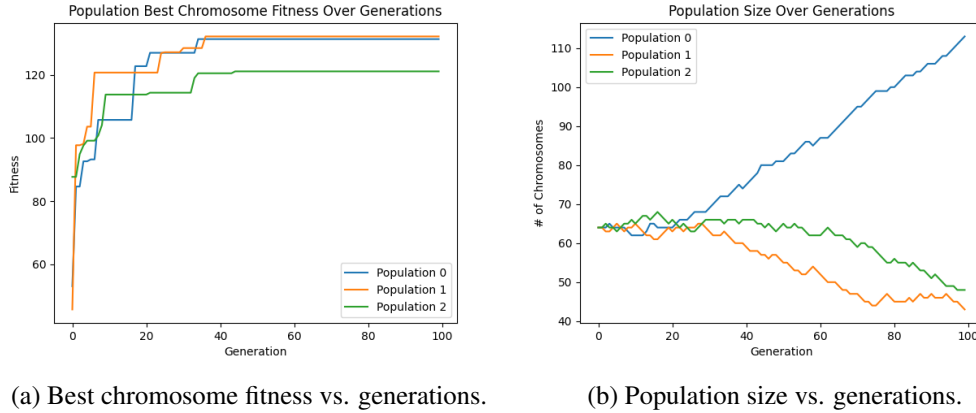 Population Best Chromosome Fitness Over Generations
120
100
80
60
Fitness
0
20
40
60
80
100
Generation
Population 0
Population 1
Population 2
Population Size Over Generations
110
100
90
80
70
60
50
40
# of Chromosomes
0
20
40
60
80
100
Generation
Population 0
Population 1
Population 2
(a) Best chromosome fitness vs. generations.
(b) Population size vs. generations.